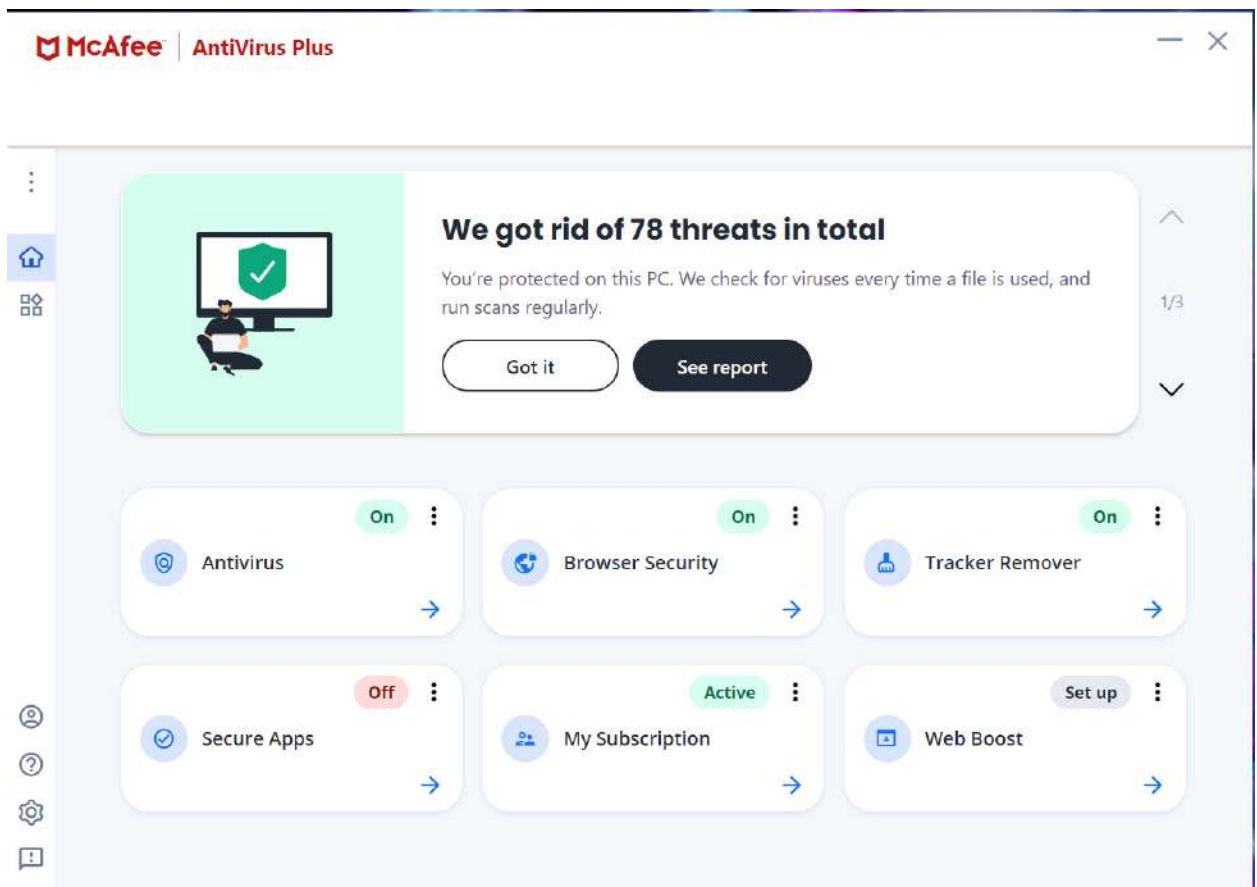 McAfee™ AntiVirus Plus
We got rid of 78 threats in total
You're protected on this PC. We check for viruses every time a file is used, and
run scans regularly.
1/3
Got it See report
On On On
Antivirus Browser Security Tracker Remover
Off Active Set up
Secure Apps My Subscription Web Boost